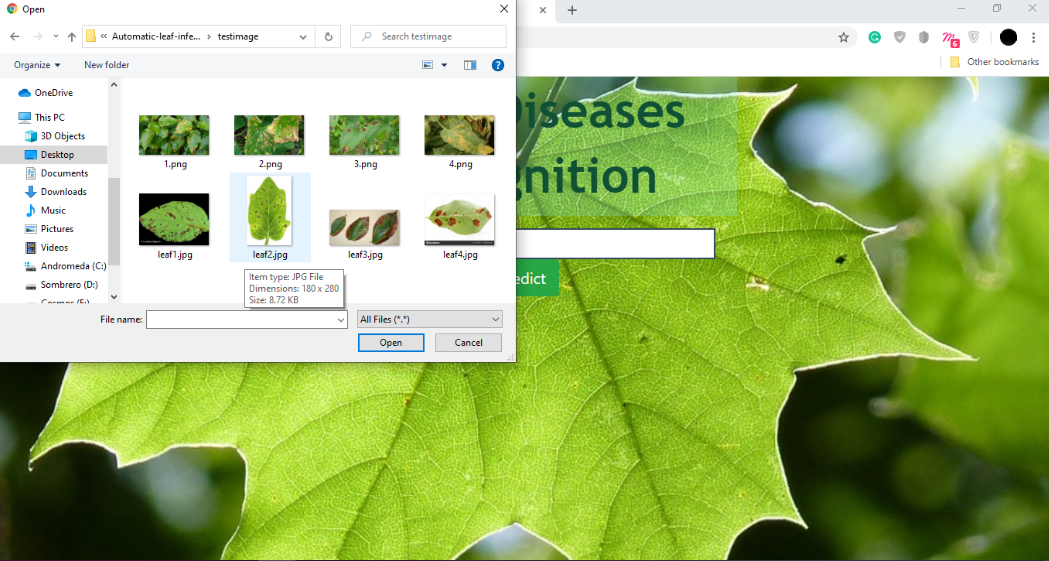 Open
« Automatic-leaf-infe... › testimage
Search testimage
Organize
New folder
OneDrive
This PC
3D Objects
Desktop
Documents
Downloads
Music
Pictures
Videos
Andromeda (C:)
Sombrero (D:)
Cosmos (E:)
1.png
2.png
3.png
4.png
leaf1.jpg
leaf2.jpg
leaf3.jpg
leaf4.jpg
Item type: JPG File
Dimensions: 180 x 280
Size: 8.72 KB
File name:
All Files (*.*)
Open
Cancel
Other bookmarks
6
Diseases
gnition
edict